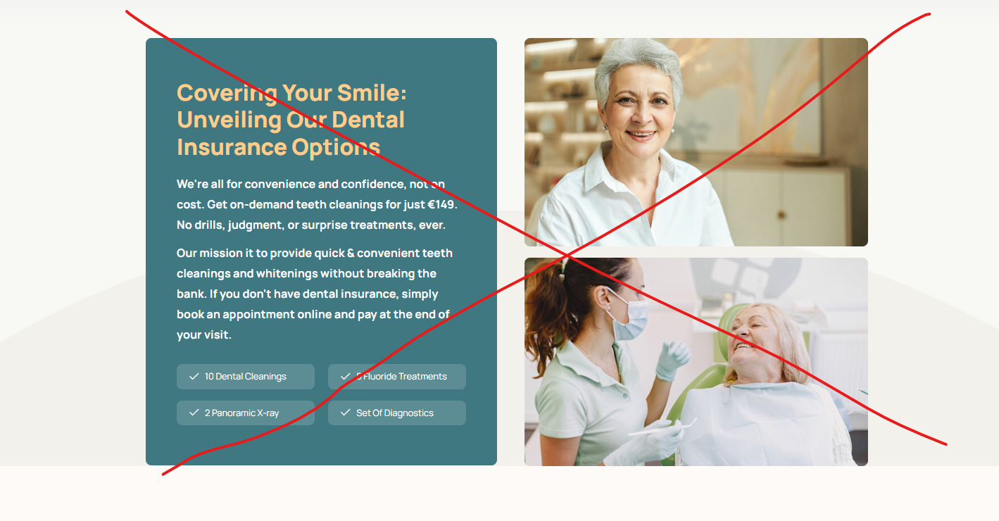 Covering Your Smile:
Unveiling Our Dental
Insurance Options
We're all for convenience and confidence, not on
cost. Get on-demand teeth cleanings for just €149.
No drills, judgment, or surprise treatments, ever.
Our mission it to provide quick & convenient teeth
cleanings and whitenings without breaking the
bank. If you don't have dental insurance, simply
book an appointment online and pay at the end of
your visit.
10 Dental Cleanings
5 Fluoride Treatments
2 Panoramic X-ray
Set Of Diagnostics